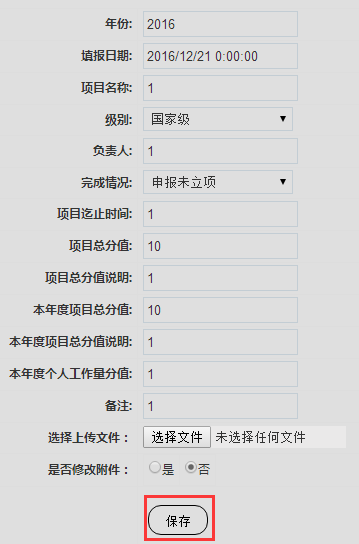 年份: 2016
填报日期: 2016/12/21 0:00:00
项目名称: 1
级别: 国家级
负责人: 1
完成情况: 申报未立项
项目迄止时间: 1
项目总分值: 10
项目总分值说明: 1
本年度项目总分值: 10
本年度项目总分值说明: 1
本年度个人工作量分值: 1
备注: 1
选择上传文件： 选择文件 未选择任何文件
是否修改附件： 是 否
保存